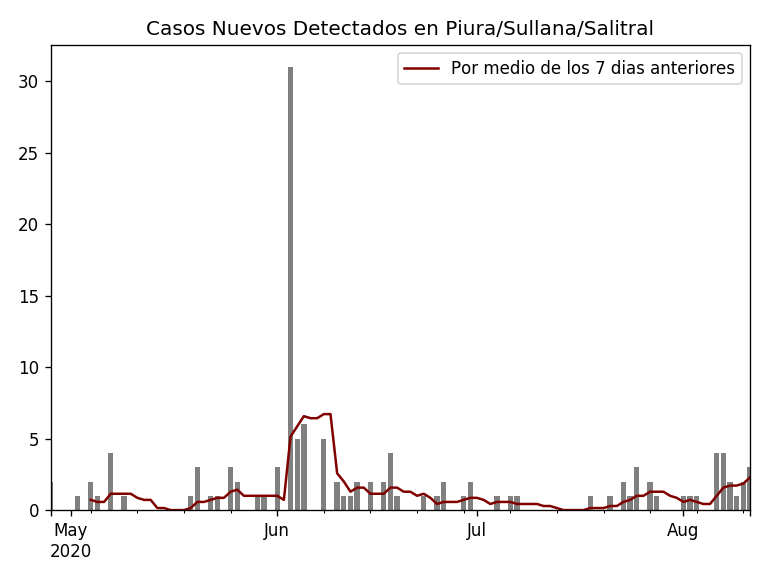 Casos Nuevos Detectados en Piura/Sullana/Salitral
Por medio de los 7 dias anteriores
30
25
20
15
10
5
0
May Jun Jul Aug
2020